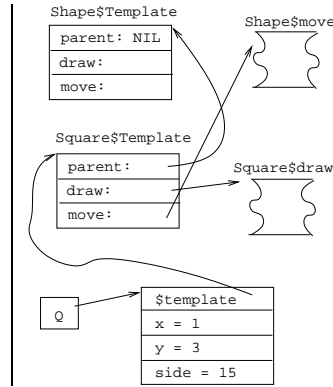 Shape$Template
Shape$move
parent: NIL
draw:
move:
Square$Template
parent:
Square$draw
draw:
move:
Q
$template
x = 1
y = 3
side = 15